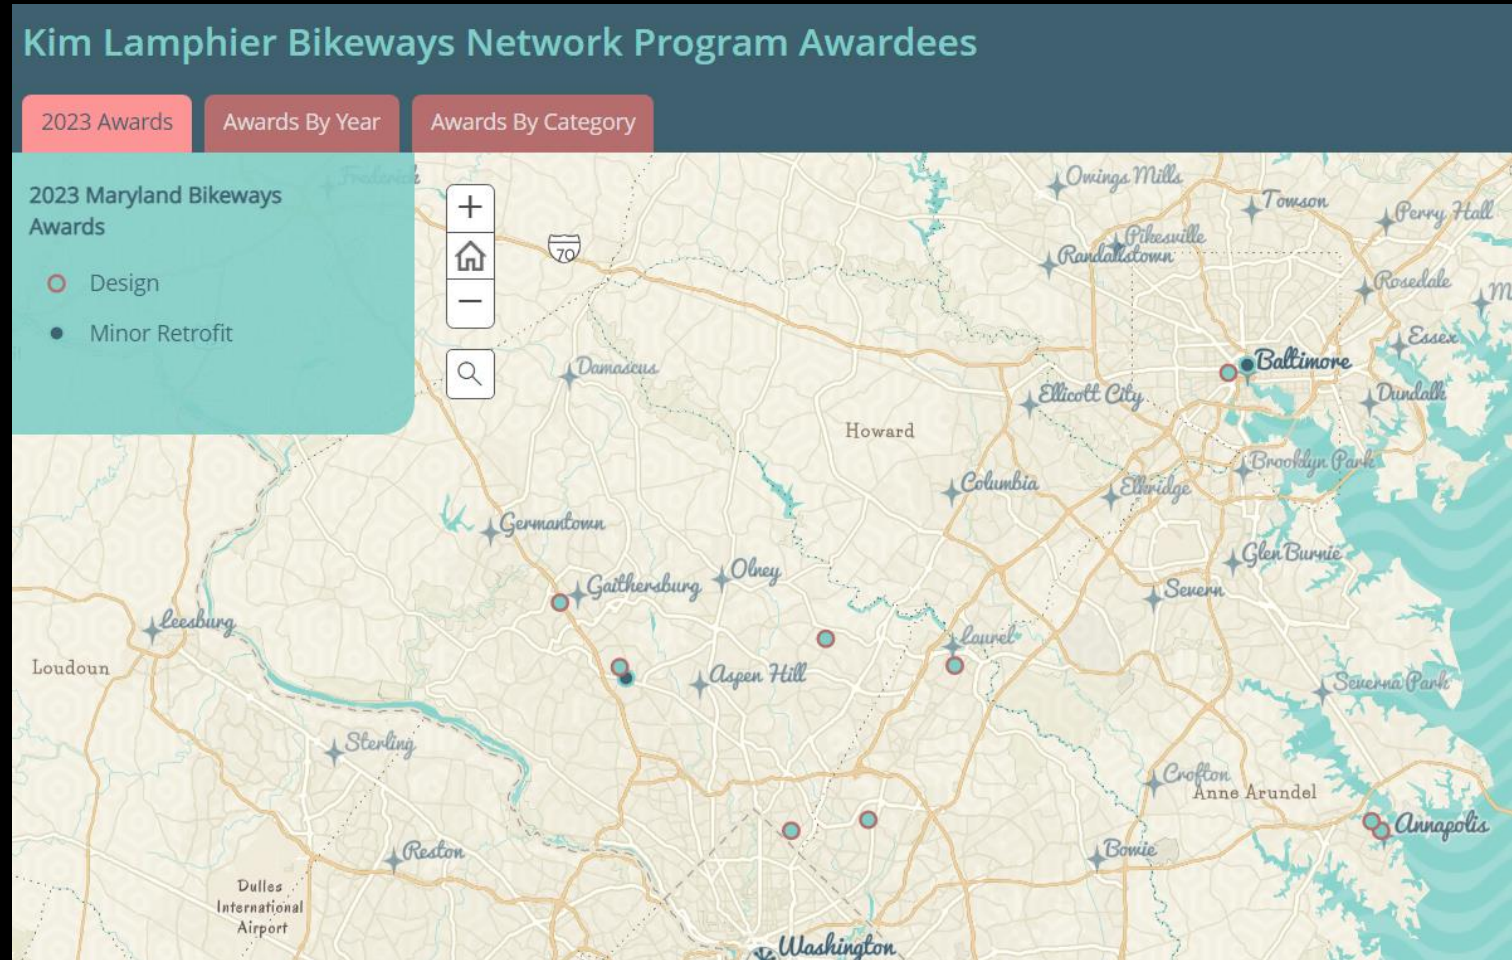 Kim Lamphier Bikeways Network Program Awardees
2023 Awards
Awards By Year
Awards By Category
2023 Maryland Bikeways
Awards
Design
Minor Retrofit
Frederick
+
−
70
Owings Mills
Towson
Perry Hall
Pikesville
Randallstown
Rosedale
M
Essex
Baltimore
Damascus
Ellicott City
Dundalk
Howard
Brooklyn Park
Columbia
Elkridge
Germantown
Glen Burnie
Olney
Gaithersburg
Severn
Leesburg
Laurel
Loudoun
Aspen Hill
Severna Park
Sterling
Crofton
Anne Arundel
Annapolis
Reston
Bowie
Dulles
International
Airport
Washington